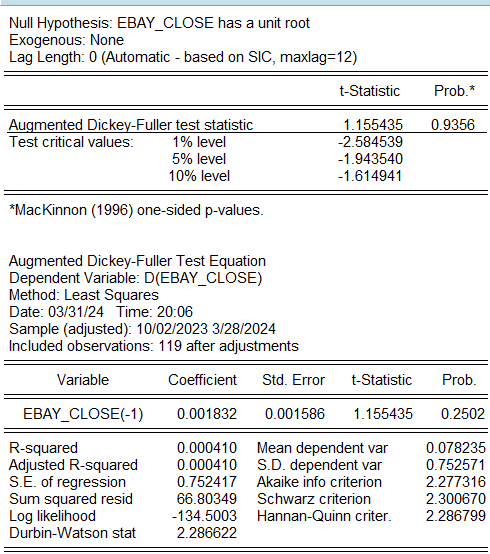 Null Hypothesis: EBAY_CLOSE has a unit root
Exogenous: None
Lag Length: 0 (Automatic - based on SIC, maxlag=12)
t-Statistic Prob.*
Augmented Dickey-Fuller test statistic 1.155435 0.9356
Test critical values: 1% level -2.584539
5% level -1.943540
10% level -1.614941
*MacKinnon (1996) one-sided p-values.
Augmented Dickey-Fuller Test Equation
Dependent Variable: D(EBAY_CLOSE)
Method: Least Squares
Date: 03/31/24 Time: 20:06
Sample (adjusted): 10/02/2023 3/28/2024
Included observations: 119 after adjustments
Variable Coefficient Std. Error t-Statistic Prob.
EBAY_CLOSE(-1) 0.001832 0.001586 1.155435 0.2502
R-squared 0.000410 Mean dependent var 0.078235
Adjusted R-squared 0.000410 S.D. dependent var 0.752571
S.E. of regression 0.752417 Akaike info criterion 2.277316
Sum squared resid 66.80349 Schwarz criterion 2.300670
Log likelihood -134.5003 Hannan-Quinn criter. 2.286799
Durbin-Watson stat 2.286622